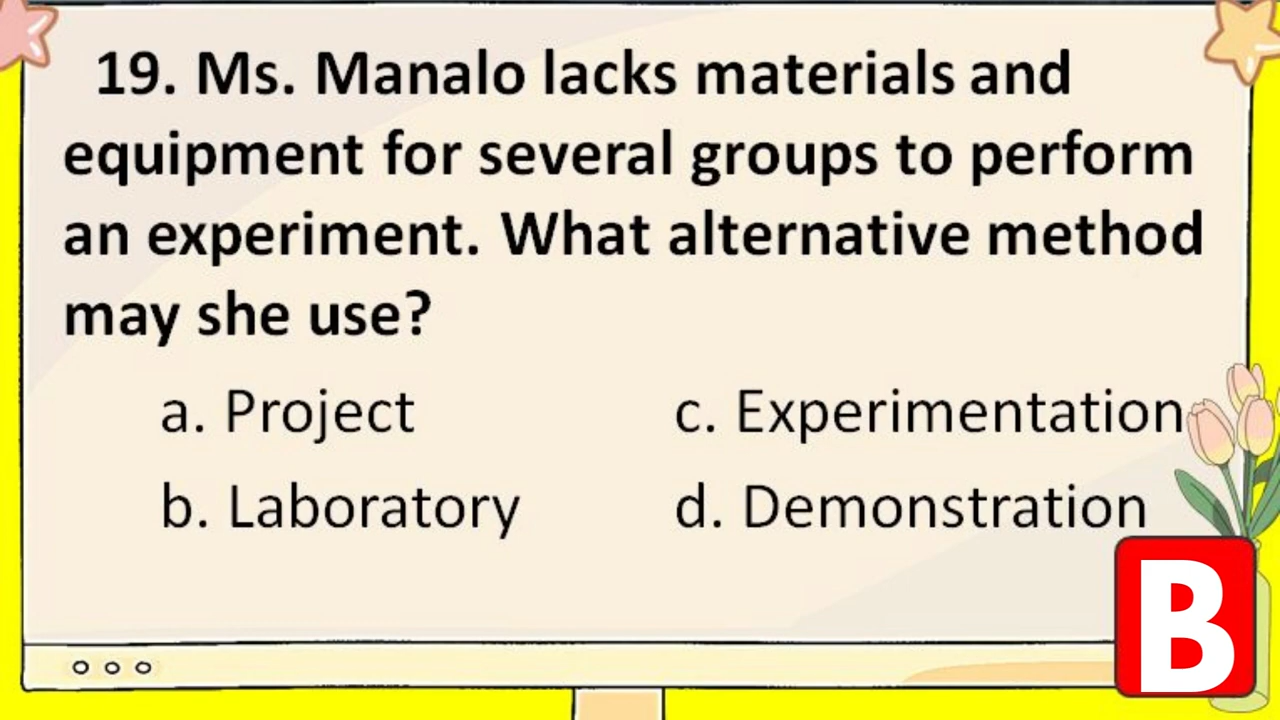 19. Ms. Manalo lacks materials and
equipment for several groups to perform
an experiment. What alternative method
may she use?
a. Project
c. Experimentation
b. Laboratory
d. Demonstration
B